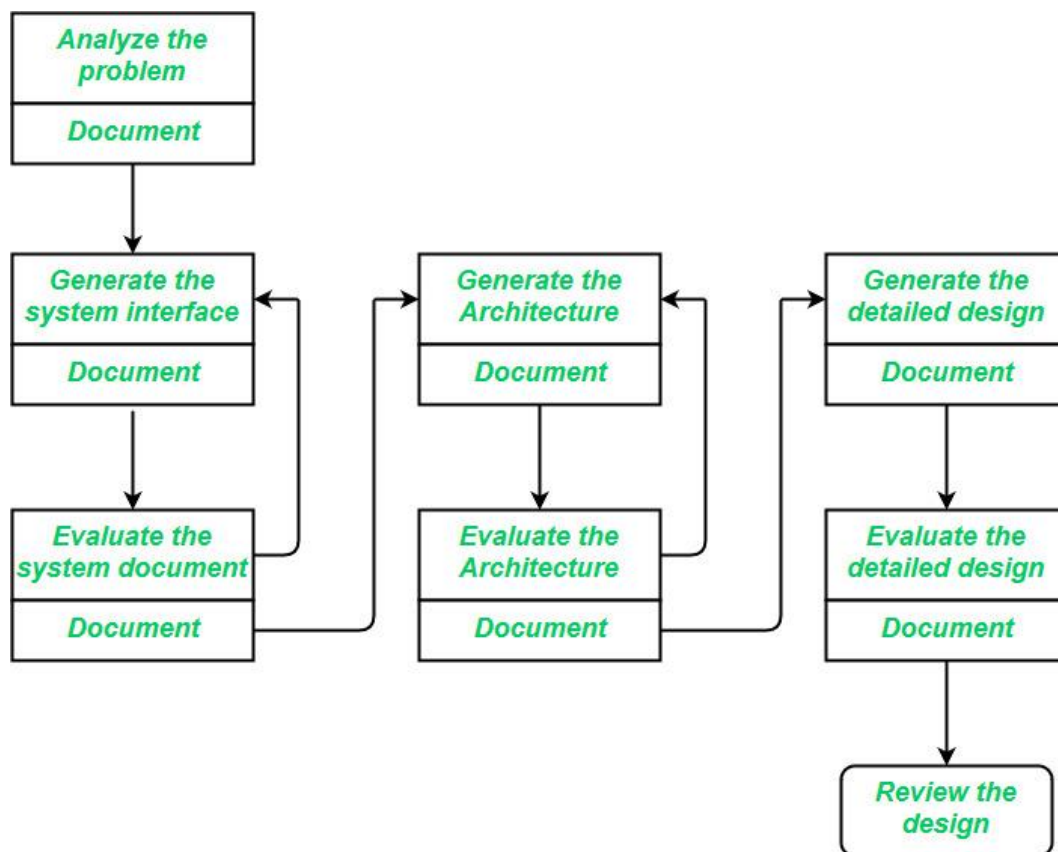 Analyze the
problem
Document
Generate the
system interface
Document
Evaluate the
system document
Document
Generate the
Architecture
Document
Evaluate the
Architecture
Document
Generate the
detailed design
Document
Evaluate the
detailed design
Document
Review the
design